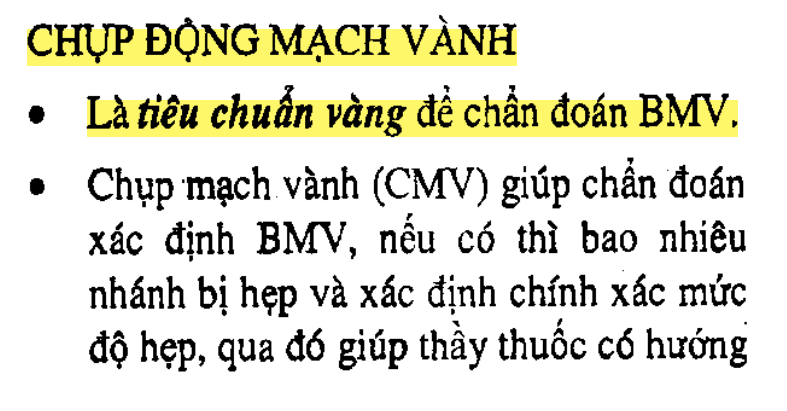 CHỤP ĐỘNG MẠCH VÀNH
• Là tiêu chuẩn vàng để chẩn đoán BMV.
• Chụp mạch vành (CMV) giúp chẩn đoán
xác định BMV, nếu có thì bao nhiêu
nhánh bị hẹp và xác định chính xác mức
độ hẹp, qua đó giúp thầy thuốc có hướng